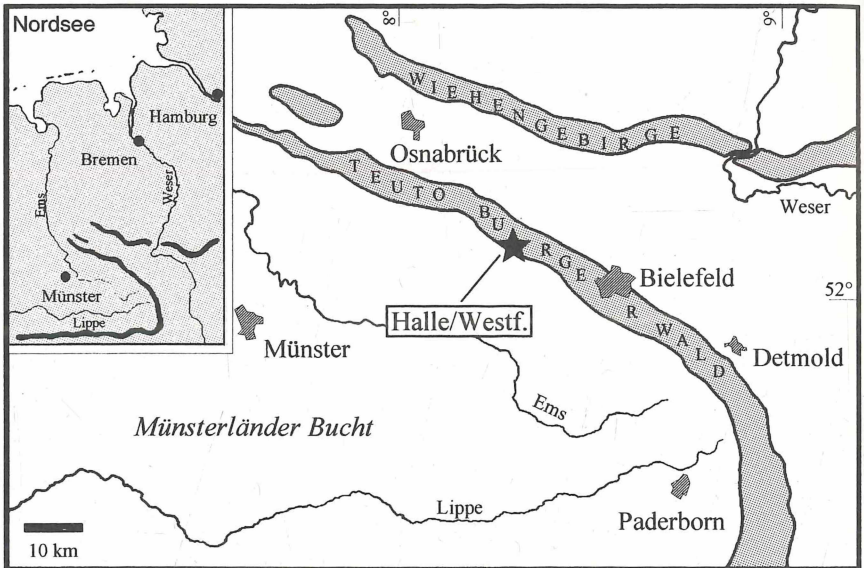 Nordsee
Hamburg
Bremen
Ems
Weser
Münster
Lippe
8°
9°
WIEHENGEBIRGE
Osnabrück
TEUTOBURGER WALD
Weser
Bielefeld
52°
Halle/Westf.
Münster
Detmold
Ems
Münsterländer Bucht
Lippe
Paderborn
10 km